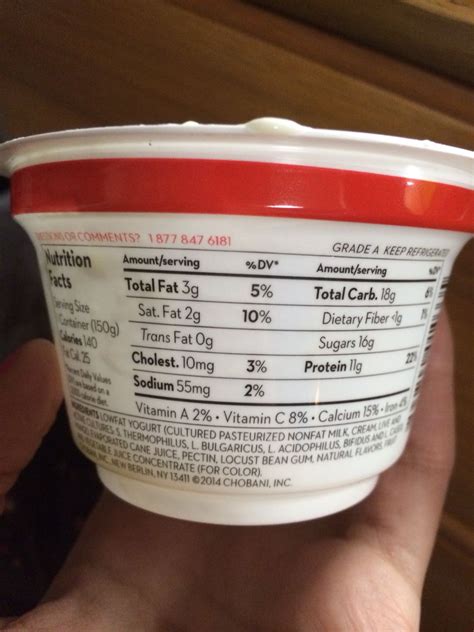 OR COMMENTS? 1 877 847 6181
GRADE A KEEP REFRIGERATED
Nutrition
Facts
Serving Size
1 Container (150g)
Calories 140
Fat Cal. 25
*Percent Daily Values
(DV) are based on a
2,000 calorie diet.
Amount/serving %DV*
Total Fat 3g 5%
Sat. Fat 2g 10%
Trans Fat 0g
Cholest. 10mg 3%
Sodium 55mg 2%
Amount/serving %DV*
Total Carb. 18g 6%
Dietary Fiber <1g 1%
Sugars 16g
Protein 11g 22%
Vitamin A 2% • Vitamin C 8% • Calcium 15% • Iron 4%
INGREDIENTS: LOWFAT YOGURT (CULTURED PASTEURIZED NONFAT MILK, CREAM, LIVE AND
ACTIVE CULTURES: S. THERMOPHILUS, L. BULGARICUS, L. ACIDOPHILUS, BIFIDUS AND L. CASEI),
EVAPORATED CANE JUICE, PECTIN, LOCUST BEAN GUM, NATURAL FLAVORS,
VEGETABLE JUICE CONCENTRATE (FOR COLOR).
INC. NEW BERLIN, NY 13411 ©2014 CHOBANI, INC.